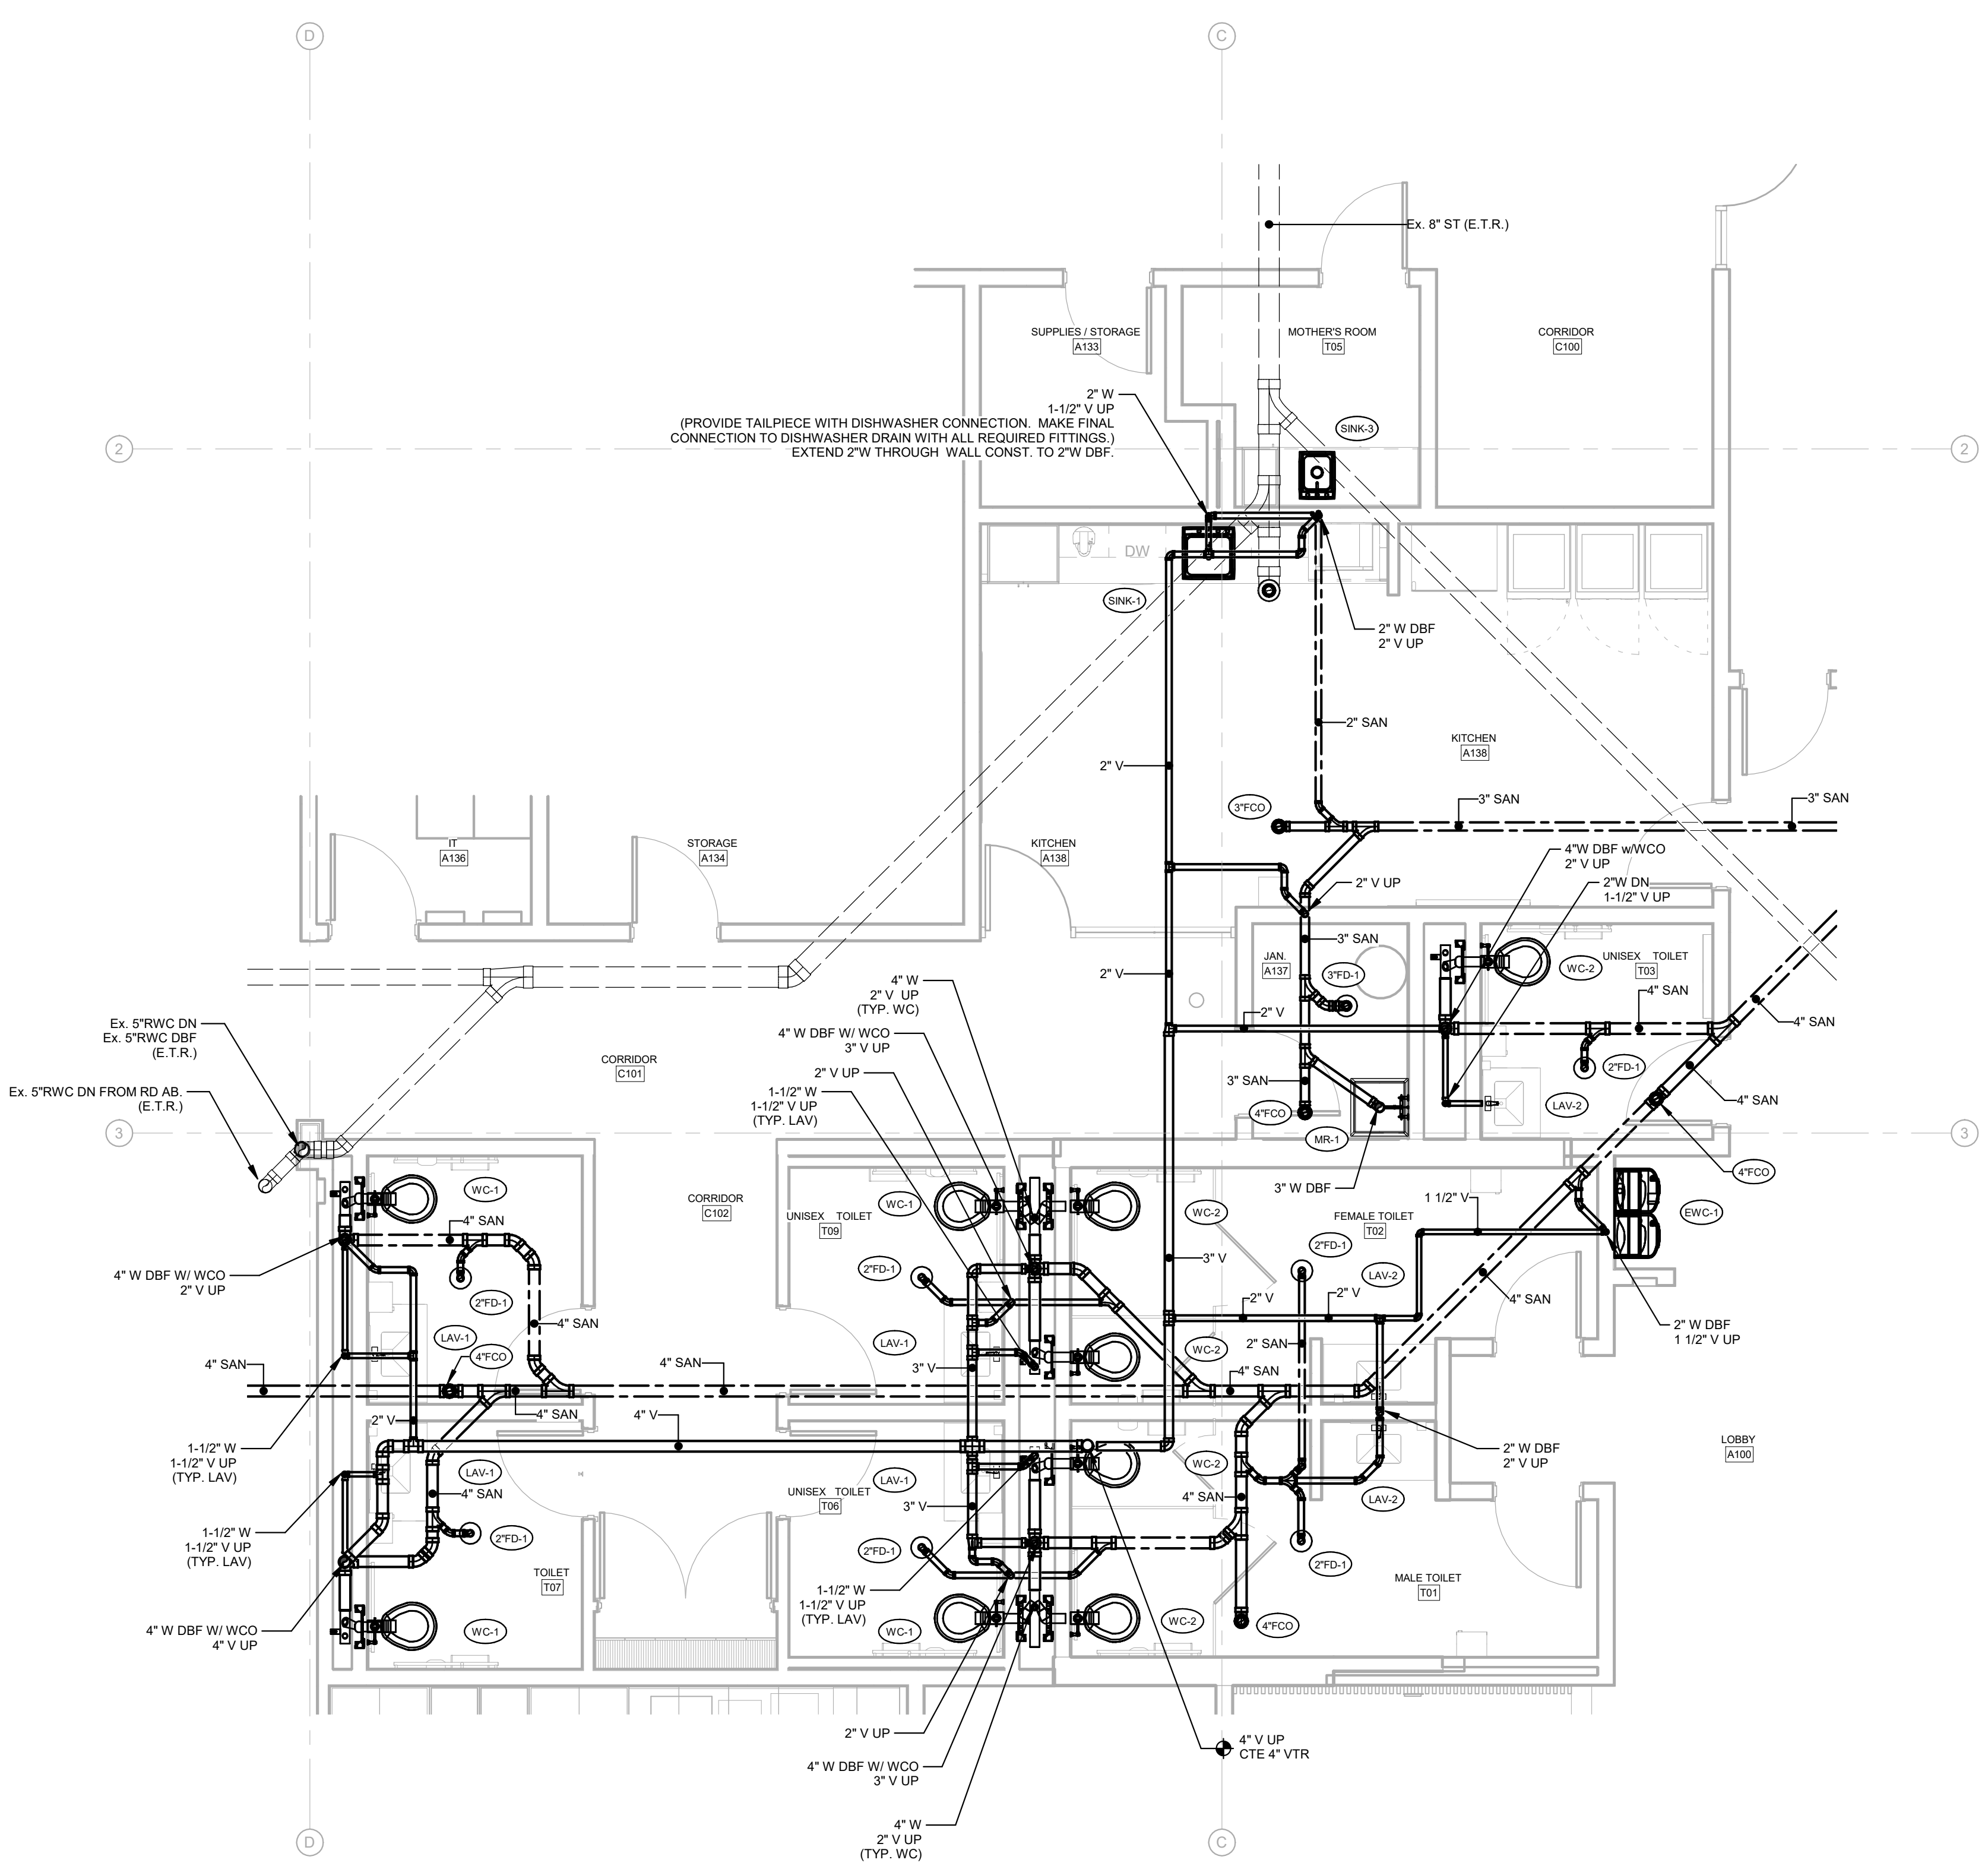 D
C
Ex. 8" ST (E.T.R.)
SUPPLIES / STORAGE
A133
MOTHER'S ROOM
T05
CORRIDOR
C100
2" W
1-1/2" V UP
(PROVIDE TAILPIECE WITH DISHWASHER CONNECTION. MAKE FINAL
CONNECTION TO DISHWASHER DRAIN WITH ALL REQUIRED FITTINGS.)
EXTEND 2"W THROUGH WALL CONST. TO 2"W DBF.
SINK-3
2
2
DW
SINK-1
2" W DBF
2" V UP
2" SAN
KITCHEN
A138
2" V
3"FCO
3" SAN
3" SAN
IT
A136
STORAGE
A134
KITCHEN
A138
4"W DBF w/WCO
2" V UP
2" V UP
2"W DN
1-1/2" V UP
3" SAN
JAN.
A137
3"FD-1
WC-2
UNISEX TOILET
T03
2" V
4" W
2" V UP
(TYP. WC)
4" SAN
2" V
4" SAN
Ex. 5"RWC DN
Ex. 5"RWC DBF
(E.T.R.)
4" W DBF W/ WCO
3" V UP
CORRIDOR
C101
2" V UP
2"FD-1
Ex. 5"RWC DN FROM RD AB.
(E.T.R.)
1-1/2" W
1-1/2" V UP
(TYP. LAV)
3" SAN
4" SAN
4"FCO
LAV-2
3
3
MR-1
4"FCO
3" W DBF
WC-1
CORRIDOR
C102
WC-1
UNISEX TOILET
T09
WC-2
1 1/2" V
FEMALE TOILET
T02
EWC-1
4" SAN
2"FD-1
3" V
2"FD-1
LAV-2
4" W DBF W/ WCO
2" V UP
2"FD-1
2" V
2" V
4" SAN
4" SAN
2" W DBF
1 1/2" V UP
LAV-1
4"FCO
LAV-1
2" SAN
WC-2
4" SAN
4" SAN
3" V
4" SAN
2" V
4" SAN
4" V
1-1/2" W
1-1/2" V UP
(TYP. LAV)
2" W DBF
2" V UP
LOBBY
A100
LAV-1
LAV-1
WC-2
4" SAN
UNISEX TOILET
T06
3" V
4" SAN
LAV-2
1-1/2" W
1-1/2" V UP
(TYP. LAV)
2"FD-1
2"FD-1
2"FD-1
TOILET
T07
MALE TOILET
T01
1-1/2" W
1-1/2" V UP
(TYP. LAV)
4" W DBF W/ WCO
4" V UP
WC-1
WC-1
WC-2
4"FCO
2" V UP
4" V UP
CTE 4" VTR
4" W DBF W/ WCO
3" V UP
4" W
2" V UP
(TYP. WC)
D
C